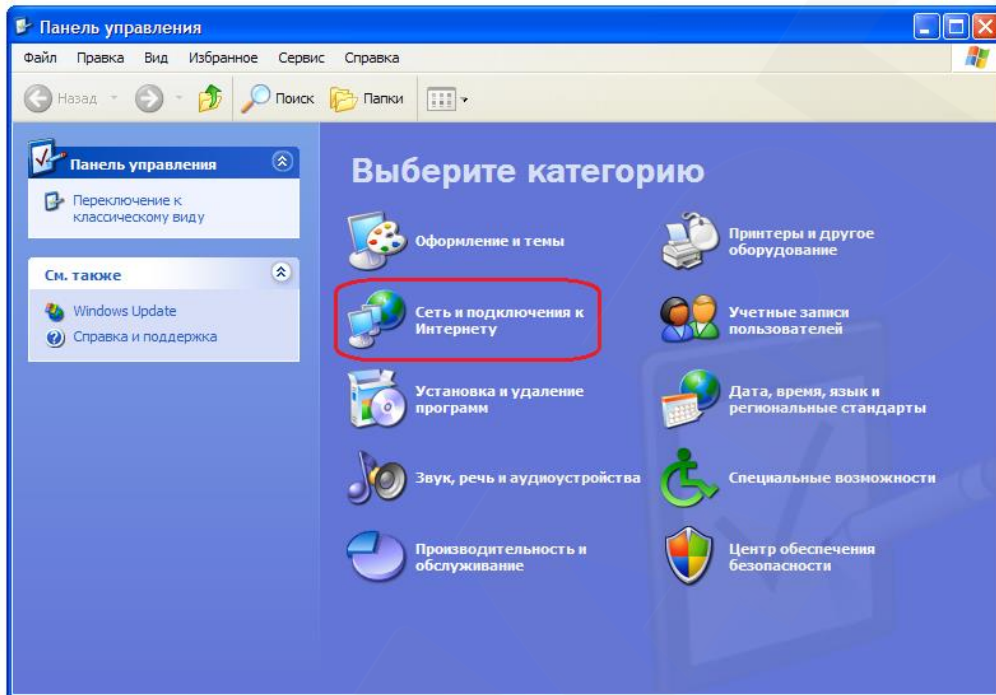 Панель управления
Файл Правка Вид Избранное Сервис Справка
Назад Поиск Папки
Панель управления
Переключение к
классическому виду
См. также
Windows Update
Справка и поддержка
Выберите категорию
Оформление и темы
Принтеры и другое
оборудование
Сеть и подключения к
Интернету
Учетные записи
пользователей
Установка и удаление
программ
Дата, время, язык и
региональные стандарты
Звук, речь и аудиоустройства
Специальные возможности
Производительность и
обслуживание
Центр обеспечения
безопасности